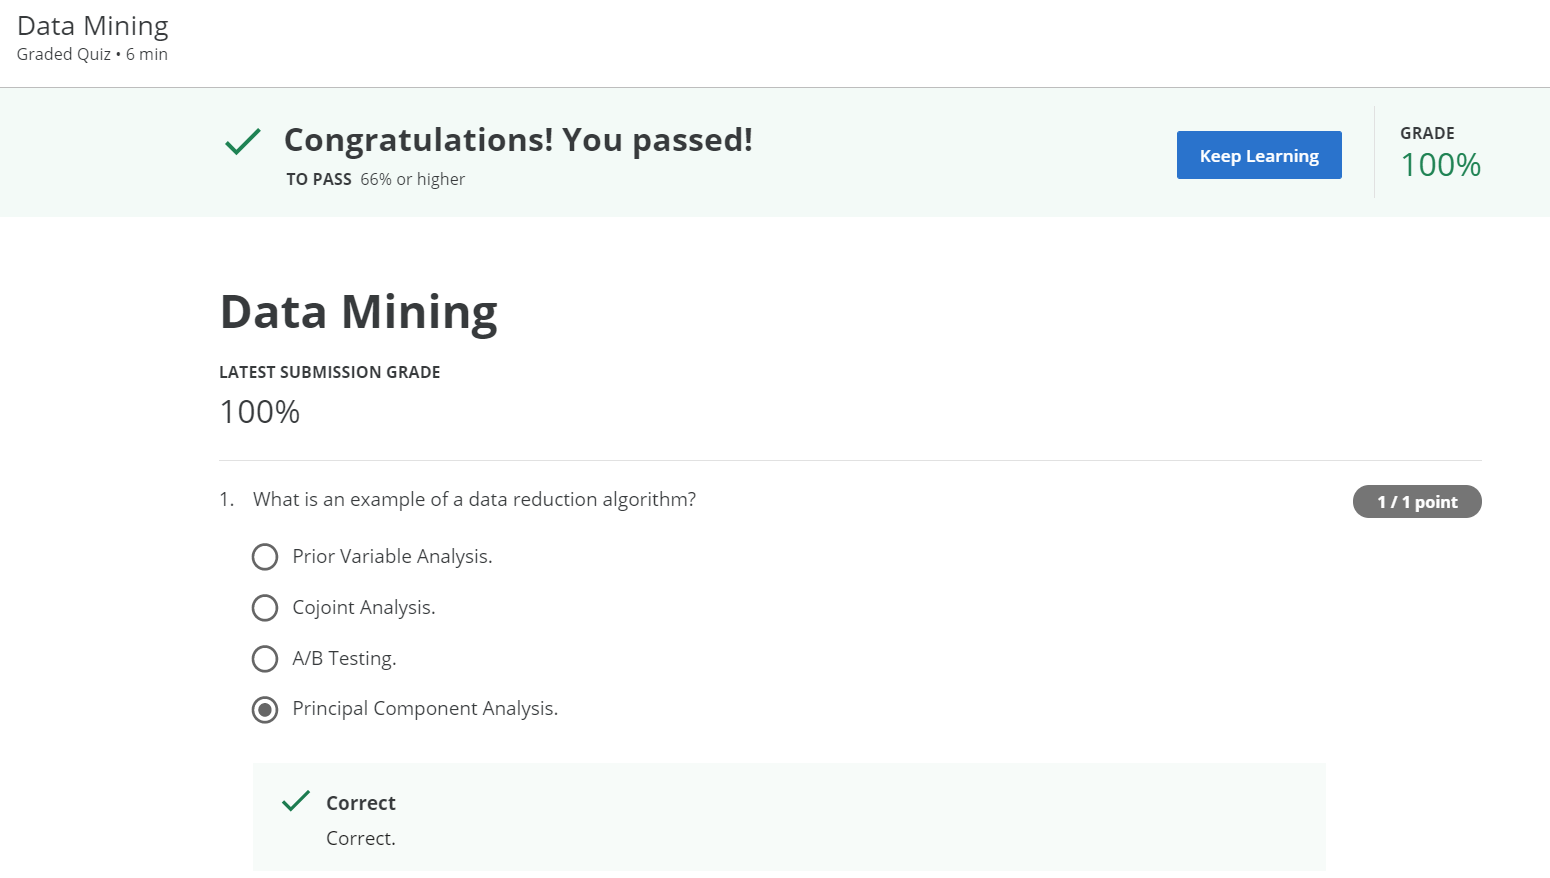 Data Mining
Graded Quiz • 6 min
Congratulations! You passed!
TO PASS 66% or higher
Keep Learning
GRADE
100%
Data Mining
LATEST SUBMISSION GRADE
100%
1. What is an example of a data reduction algorithm?
1 / 1 point
Prior Variable Analysis.
Cojoint Analysis.
A/B Testing.
Principal Component Analysis.
Correct
Correct.